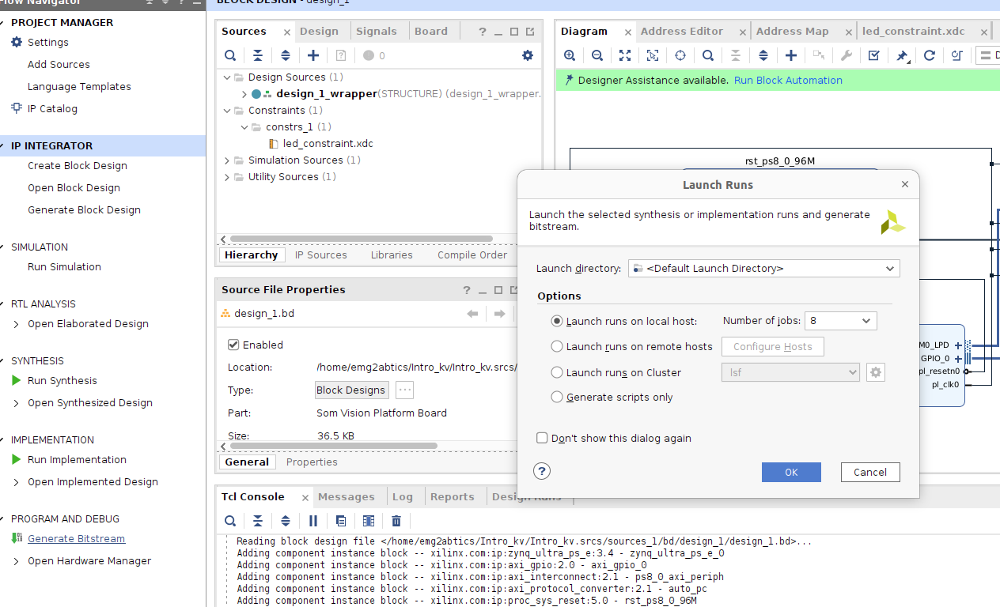 Flow Navigator
PROJECT MANAGER
Settings
Add Sources
Language Templates
IP Catalog
IP INTEGRATOR
Create Block Design
Open Block Design
Generate Block Design
SIMULATION
Run Simulation
RTL ANALYSIS
Open Elaborated Design
SYNTHESIS
Run Synthesis
Open Synthesized Design
IMPLEMENTATION
Run Implementation
Open Implemented Design
PROGRAM AND DEBUG
Generate Bitstream
Open Hardware Manager
BLOCK DESIGN - design_1
Sources Design Signals Board
0
Design Sources (1)
design_1_wrapper(STRUCTURE) (design_1_wrapper.
Constraints (1)
constrs_1 (1)
led_constraint.xdc
Simulation Sources (1)
Utility Sources (1)
Hierarchy IP Sources Libraries Compile Order
Source File Properties
design_1.bd
Enabled
Location: /home/emg2abtics/Intro_kv/Intro_kv.srcs/
Type: Block Designs
Part: Som Vision Platform Board
Size: 36.5 KB
General Properties
Diagram Address Editor Address Map led_constraint.xdc
D
Designer Assistance available. Run Block Automation
rst_ps8_0_96M
M0_LPD
GPIO_0
pl_resetn0
pl_clk0
Launch Runs
Launch the selected synthesis or implementation runs and generate
bitstream.
Launch directory: <Default Launch Directory>
Options
Launch runs on local host: Number of jobs: 8
Launch runs on remote hosts Configure Hosts
Launch runs on Cluster lsf
Generate scripts only
Don't show this dialog again
OK Cancel
Tcl Console Messages Log Reports Design Runs
Reading block design file </home/emg2abtics/Intro_kv/Intro_kv.srcs/sources_1/bd/design_1/design_1.bd>...
Adding component instance block -- xilinx.com:ip:zynq_ultra_ps_e:3.4 - zynq_ultra_ps_e_0
Adding component instance block -- xilinx.com:ip:axi_gpio:2.0 - axi_gpio_0
Adding component instance block -- xilinx.com:ip:axi_interconnect:2.1 - ps8_0_axi_periph
Adding component instance block -- xilinx.com:ip:axi_protocol_converter:2.1 - auto_pc
Adding component instance block -- xilinx.com:ip:proc_sys_reset:5.0 - rst_ps8_0_96M